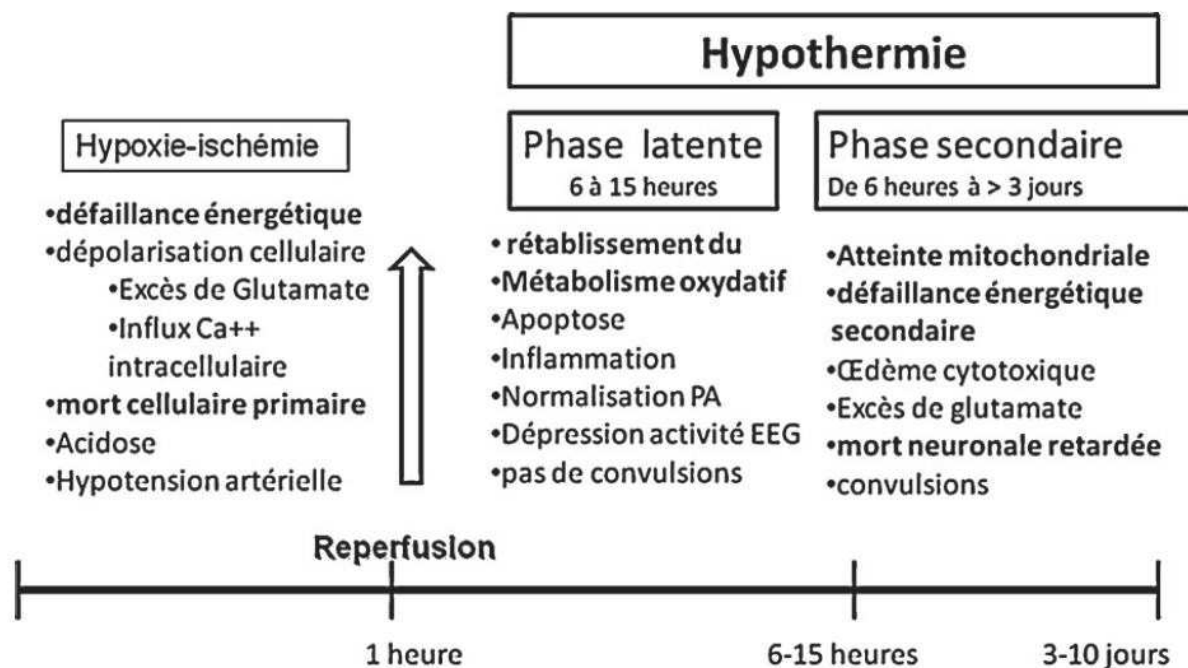 Hypothermie
Hypoxie-ischémie
•défaillance énergétique
•dépolarisation cellulaire
•Excès de Glutamate
•Influx Ca++
intracellulaire
•mort cellulaire primaire
•Acidose
•Hypotension artérielle
Phase latente
6 à 15 heures
• rétablissement du
•Métabolisme oxydatif
•Apoptose
•Inflammation
•Normalisation PA
•Dépression activité EEG
•pas de convulsions
Phase secondaire
De 6 heures à > 3 jours
•Atteinte mitochondriale
•défaillance énergétique
secondaire
•Œdème cytotoxique
•Excès de glutamate
•mort neuronale retardée
•convulsions
Reperfusion
1 heure
6-15 heures
3-10 jours